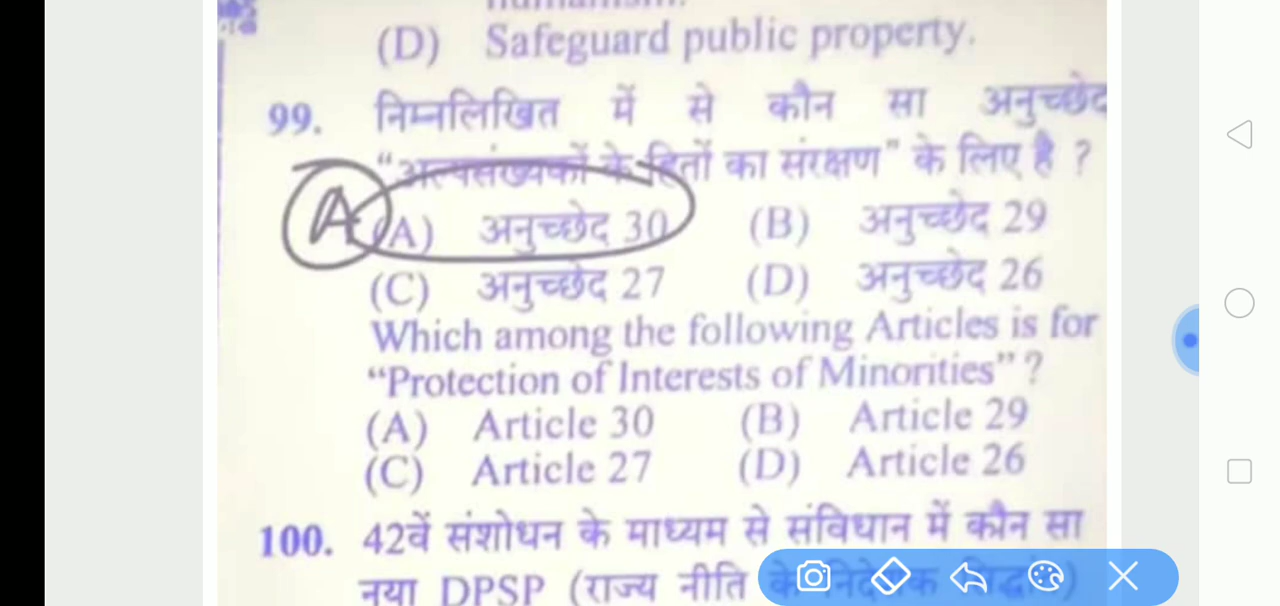 (D) Safeguard public property.
99. निम्नलिखित में से कौन सा अनुच्छेद
“अल्पसंख्यकों के हितों का संरक्षण” के लिए है ?
A
(A) अनुच्छेद 30 (B) अनुच्छेद 29
(C) अनुच्छेद 27 (D) अनुच्छेद 26
Which among the following Articles is for
“Protection of Interests of Minorities” ?
(A) Article 30 (B) Article 29
(C) Article 27 (D) Article 26
100. 42वें संशोधन के माध्यम से संविधान में कौन सा
नया DPSP (राज्य नीति के